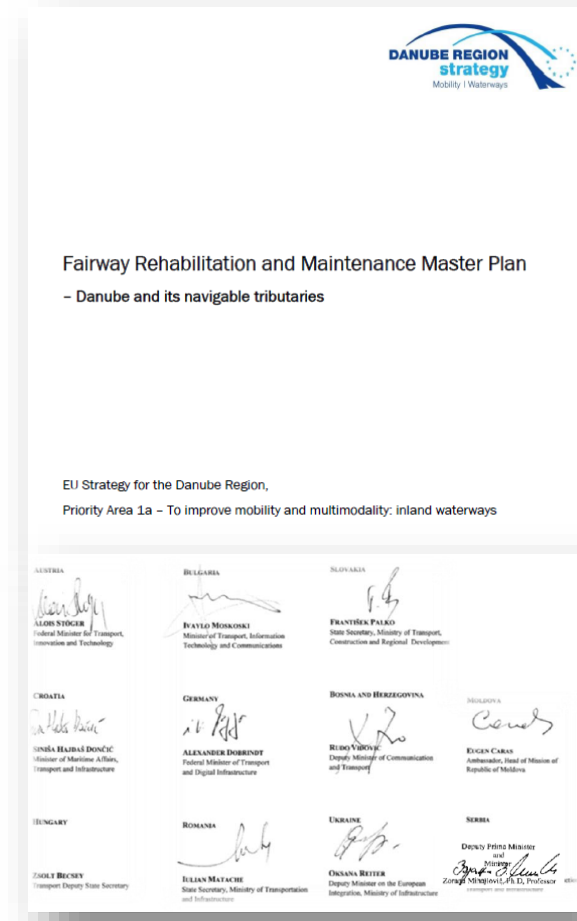 DANUBE REGION
strategy
Mobility | Waterways
Fairway Rehabilitation and Maintenance Master Plan
– Danube and its navigable tributaries
EU Strategy for the Danube Region,
Priority Area 1a – To improve mobility and multimodality: inland waterways
AUSTRIA
ALOIS STÖGER
Federal Minister for Transport,
Innovation and Technology
BULGARIA
IVAYLO MOSKOSKI
Minister of Transport, Information
Technology and Communications
SLOVAKIA
FRANTIŠEK PALKO
State Secretary, Ministry of Transport,
Construction and Regional Development
CROATIA
SINIŠA HAJDAŠ DONČIĆ
Minister of Maritime Affairs,
Transport and Infrastructure
GERMANY
ALEXANDER DOBRINDT
Federal Minister of Transport
and Digital Infrastructure
BOSNIA AND HERZEGOVINA
RUDO VIDOVIĆ
Deputy Minister of Communication
and Transport
MOLDOVA
EUGEN CARAS
Ambassador, Head of Mission of
Republic of Moldova
HUNGARY
ZSOLT BECSEY
Transport Deputy State Secretary
ROMANIA
IULIAN MATACHE
State Secretary, Ministry of Transportation
and Infrastructure
UKRAINE
OKSANA REITER
Deputy Minister on the European
Integration, Ministry of Infrastructure
SERBIA
Deputy Prime Minister
and
Minister
Zorana Mihajlović, Ph.D, Professor